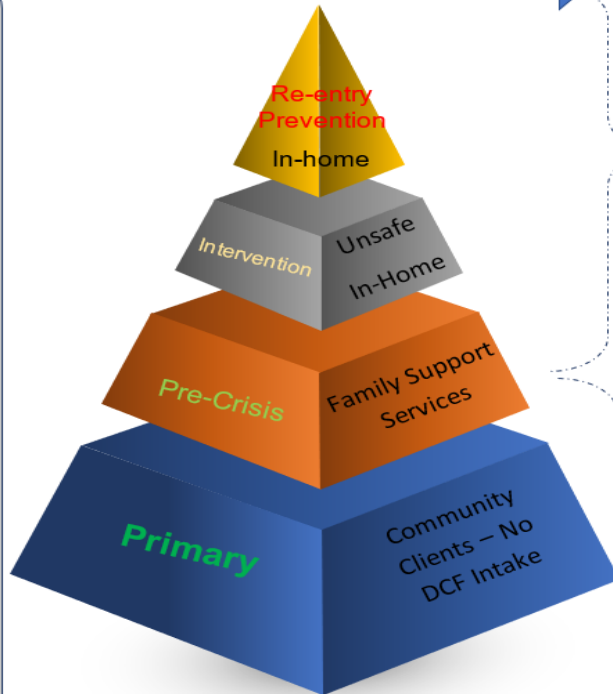 Re-entry
Prevention
In-home
Intervention
Unsafe
In-Home
Pre-Crisis
Family Support
Services
Primary
Community
Clients – No
DCF Intake